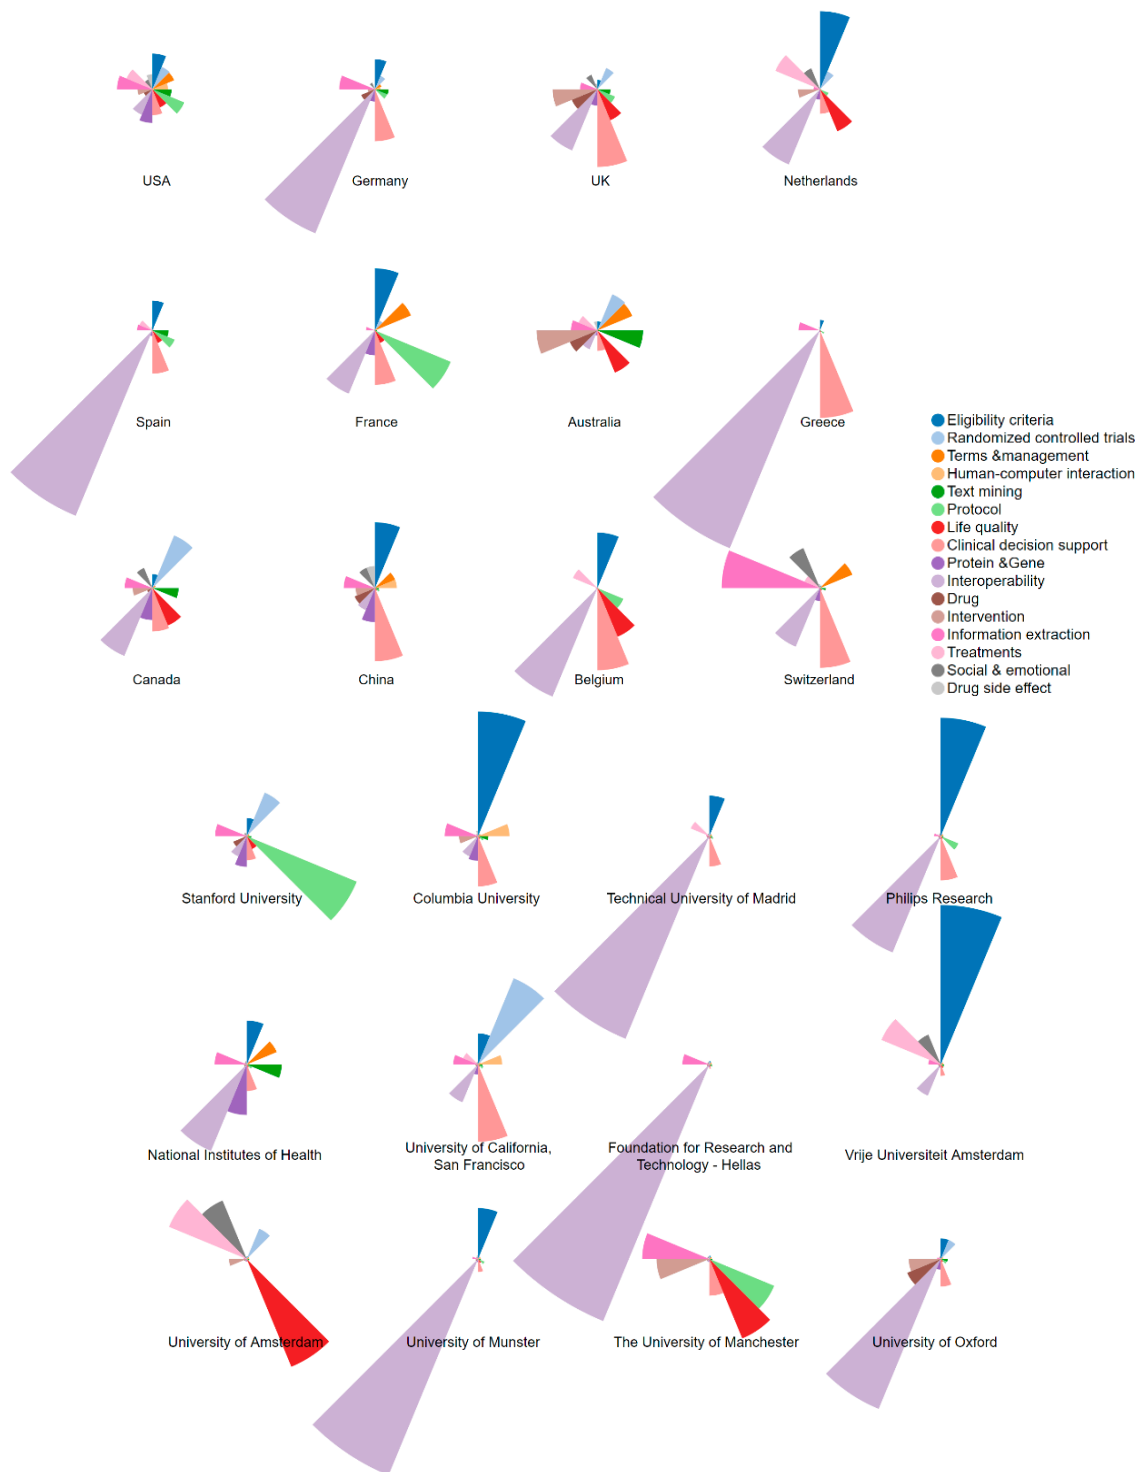 USA
Germany
UK
Netherlands
Spain
France
Australia
Greece
Eligibility criteria
Randomized controlled trials
Terms &management
Human-computer interaction
Text mining
Protocol
Life quality
Clinical decision support
Protein &Gene
Interoperability
Drug
Intervention
Information extraction
Treatments
Social & emotional
Drug side effect
Canada
China
Belgium
Switzerland
Stanford University
Columbia University
Technical University of Madrid
Philips Research
National Institutes of Health
University of California,
San Francisco
Foundation for Research and
Technology - Hellas
Vrije Universiteit Amsterdam
University of Amsterdam
University of Munster
The University of Manchester
University of Oxford